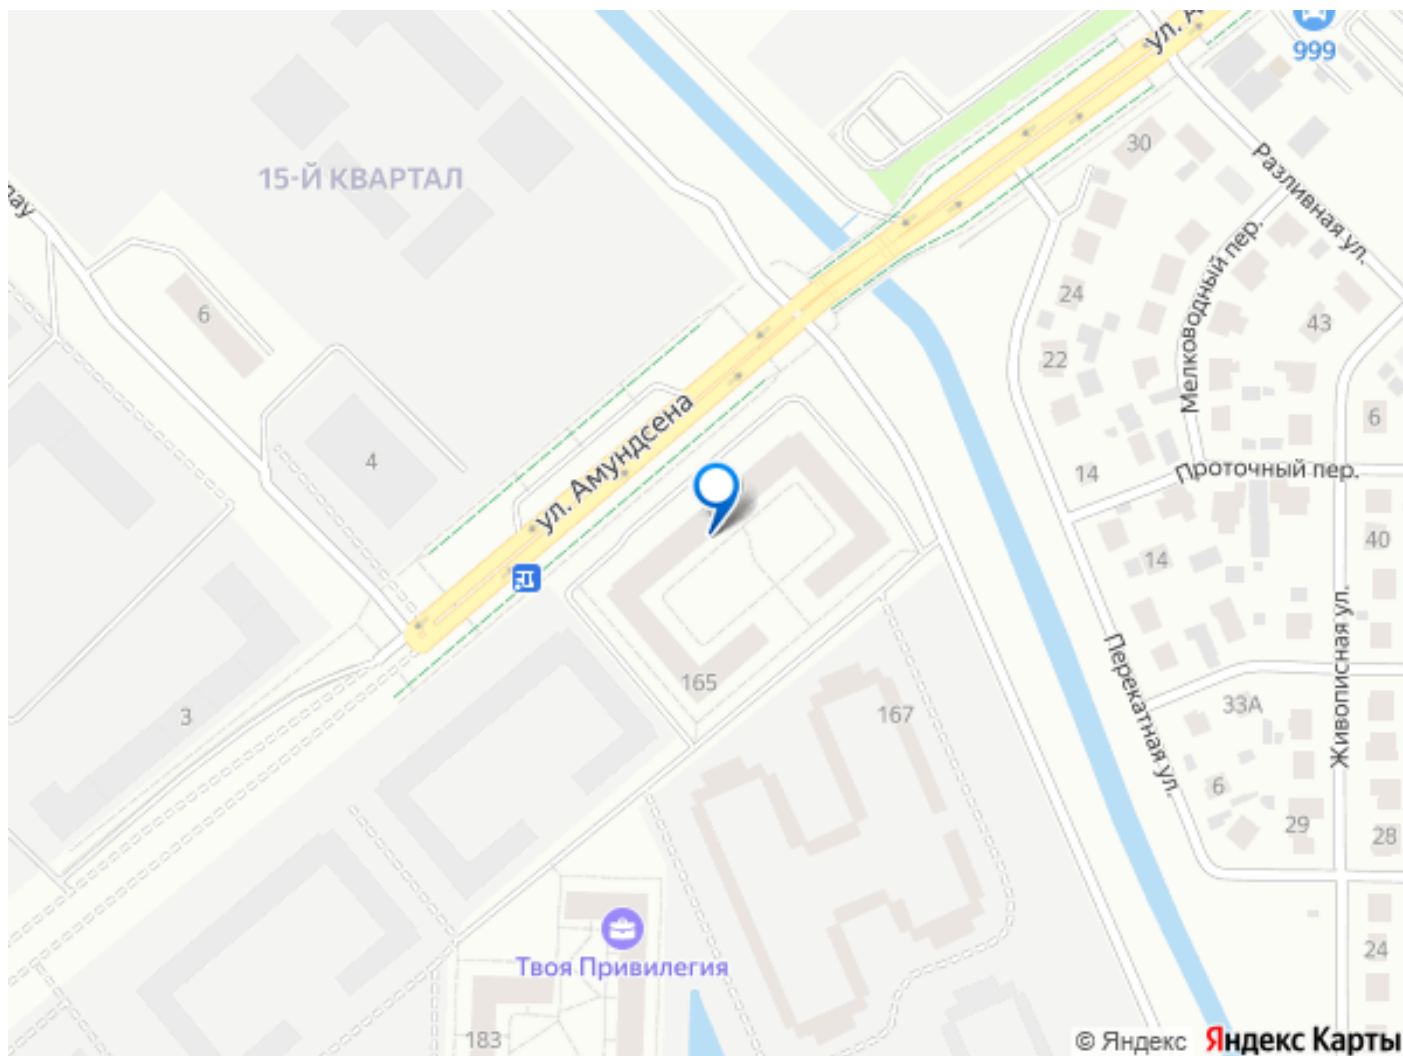 ул. А
999
30
15-Й КВАРТАЛ
Разливная ул.
вау
Мелководный пер.
6
24
43
22
ул. Амундсена
6
4
14
Проточный пер.
40
14
Живописная ул.
Перекатная ул.
165
167
33А
3
6
29
28
Твоя Привилегия
24
183
© Яндекс Яндекс Карты